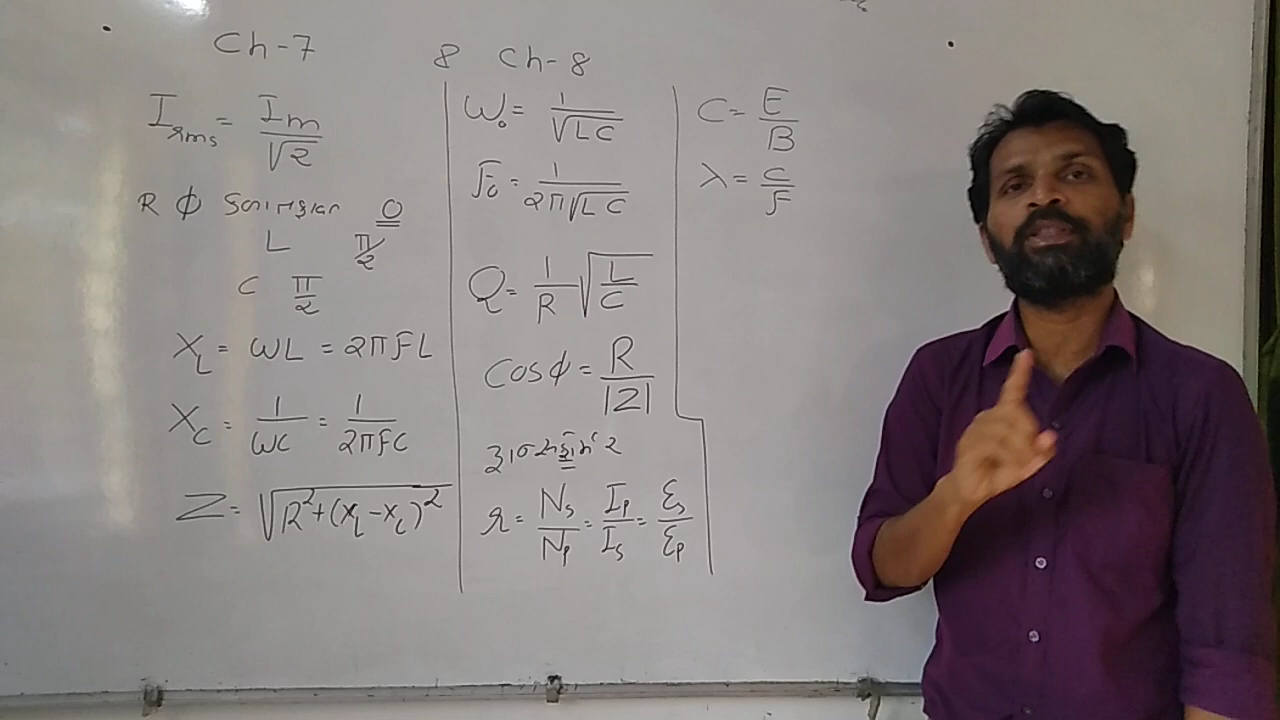 Ch-7
I_rms = I_m/√2
R Φ 0
L π/2
C π/2
X_L = ωL = 2πfL
X_C = 1/ωC = 1/2πfC
Z = √R²+(X_L-X_C)²
8 Ch-8
ω₀ = 1/√LC
f₀ = 1/2π√LC
Q = 1/R √L/C
cosϕ = R/|Z|
r = N_s/N_p = I_p/I_s = ε_s/ε_p
C = E/B
λ = c/f